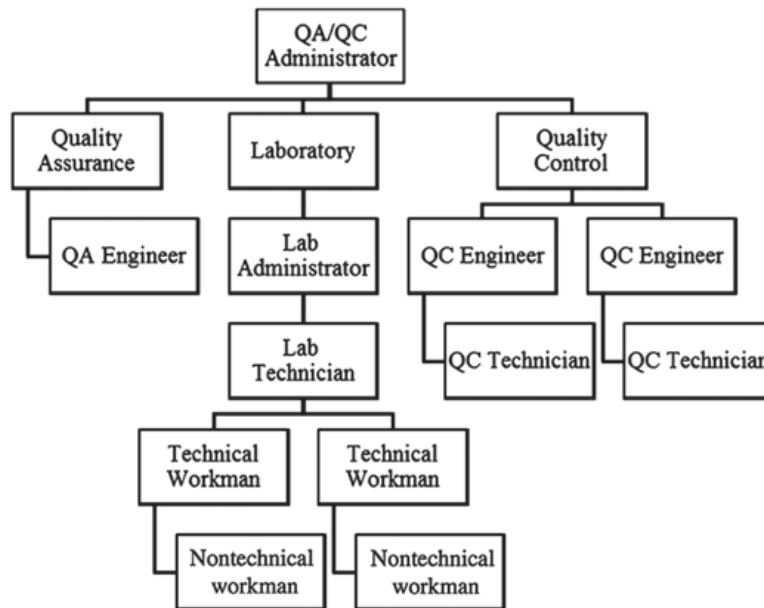 QA/QC
Administrator
Quality
Assurance
Laboratory
Quality
Control
QA Engineer
Lab
Administrator
QC Engineer
QC Engineer
Lab
Technician
QC Technician
QC Technician
Technical
Workman
Technical
Workman
Nontechnical
workman
Nontechnical
workman